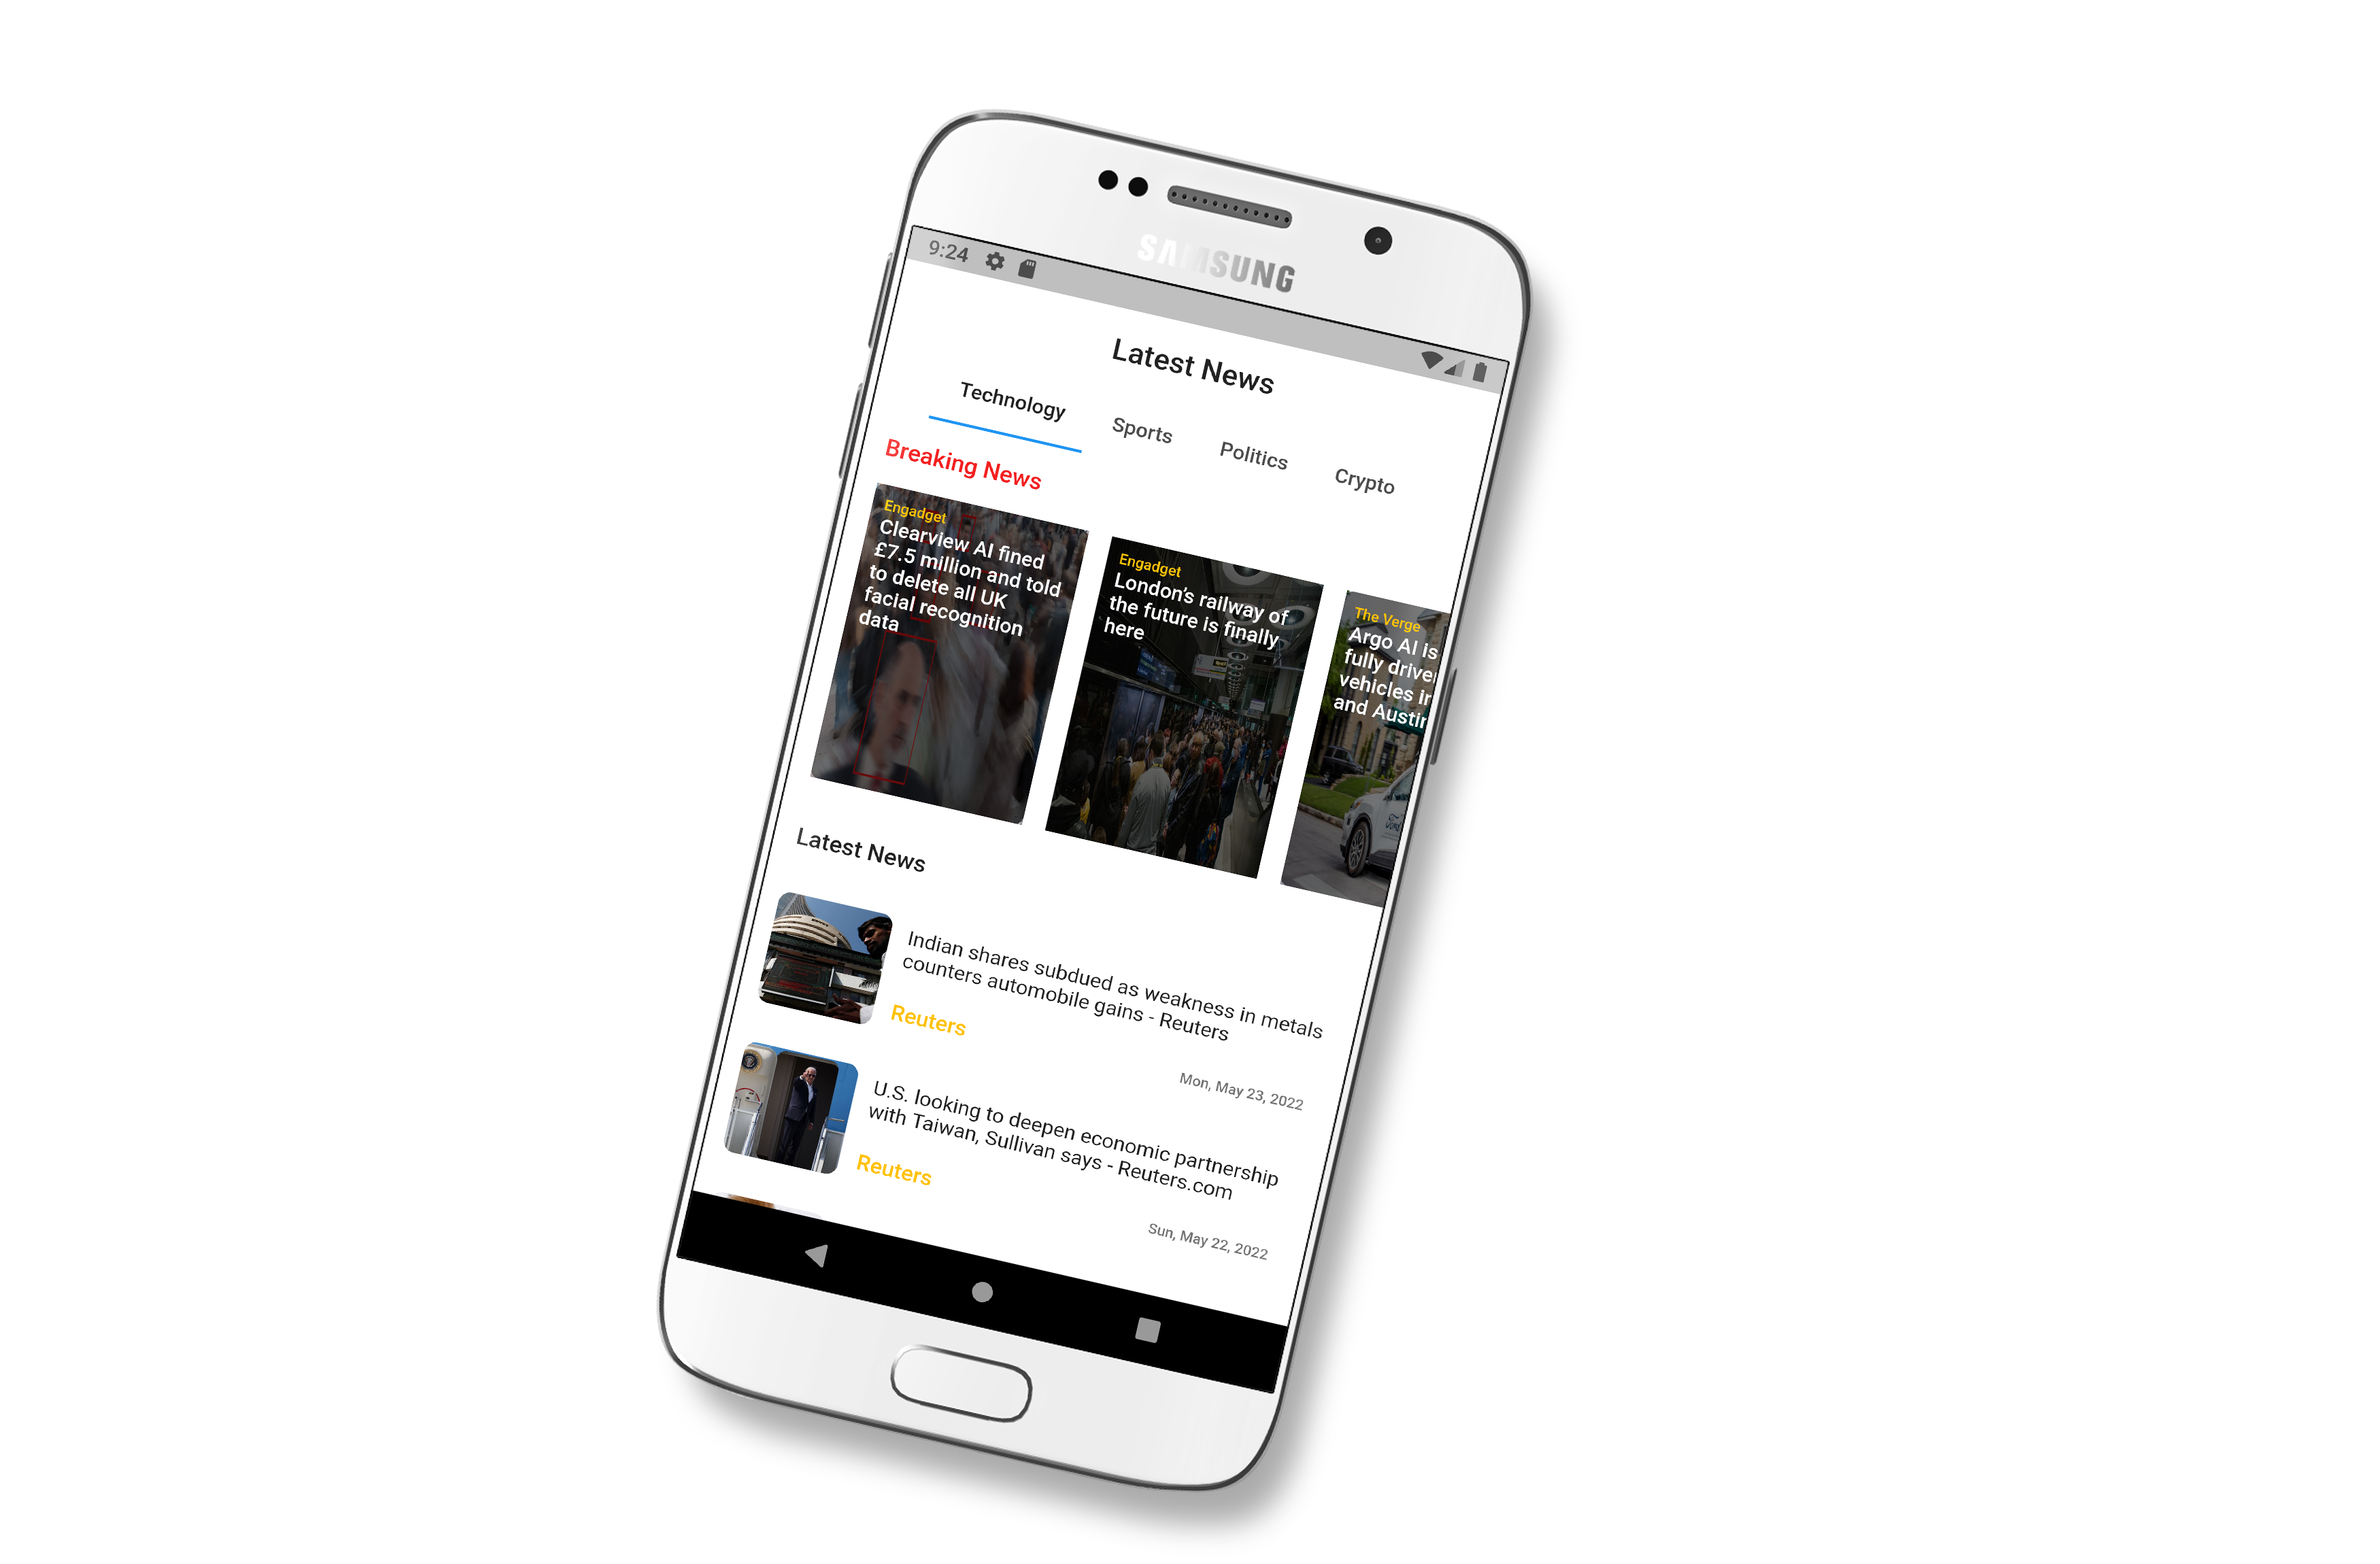 SAMSUNG
9:24
Latest News
Technology
Sports
Politics
Crypto
Breaking News
Engadget
Clearview AI fined
£7.5 million and told
to delete all UK
facial recognition
data
Engadget
London's railway of
the future is finally
here
The Verge
Argo AI is
fully
vehicles
and
Latest News
Indian shares subdued as weakness in metals
counters automobile gains - Reuters
Reuters
Mon, May 23, 2022
U.S. looking to deepen economic partnership
with Taiwan, Sullivan says - Reuters.com
Reuters
Sun, May 22, 2022